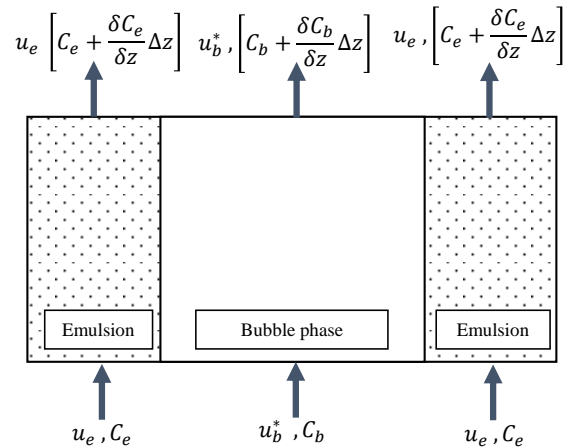 u_e [C_e + δC_e/δz Δz] u_b^* , [C_b + δC_b/δz Δz] u_e , [C_e + δC_e/δz Δz]
Emulsion Bubble phase Emulsion
u_e , C_e u_b^* , C_b u_e , C_e